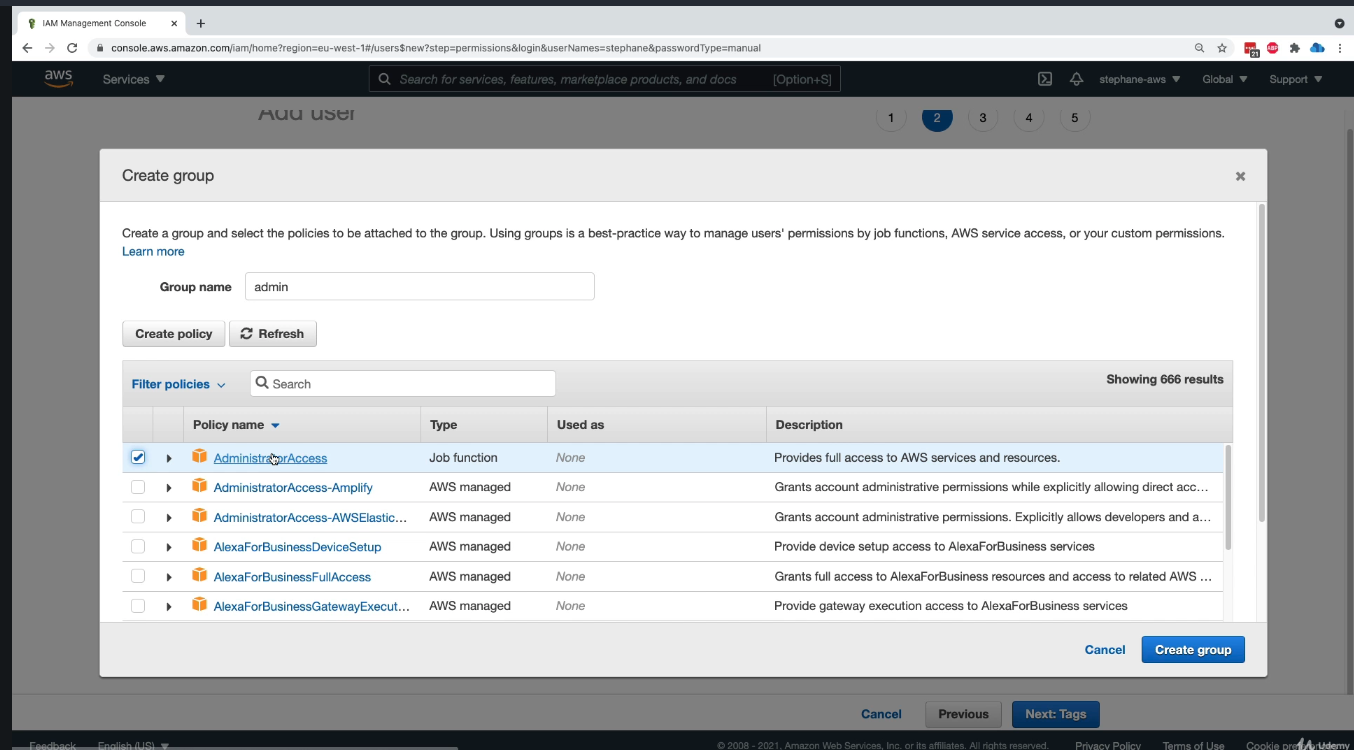 IAM Management Console
console.aws.amazon.com/iam/home?region=eu-west-1#/users$new?step=permissions&login&userNames=stephane&passwordType=manual
ABP
21
aws
Services
Search for services, features, marketplace products, and docs [Option+S]
stephane-aws
Global
Support
Add user
1 2 3 4 5
Create group
Create a group and select the policies to be attached to the group. Using groups is a best-practice way to manage users' permissions by job functions, AWS service access, or your custom permissions.
Learn more
Group name admin
Create policy Refresh
Filter policies Search Showing 666 results
Policy name Type Used as Description
AdministratorAccess Job function None Provides full access to AWS services and resources.
AdministratorAccess-Amplify AWS managed None Grants account administrative permissions while explicitly allowing direct acc...
AdministratorAccess-AWSElastic... AWS managed None Grants account administrative permissions. Explicitly allows developers and a...
AlexaForBusinessDeviceSetup AWS managed None Provide device setup access to AlexaForBusiness services
AlexaForBusinessFullAccess AWS managed None Grants full access to AlexaForBusiness resources and access to related AWS ...
AlexaForBusinessGatewayExecut... AWS managed None Provide gateway execution access to AlexaForBusiness services
Cancel Create group
Cancel Previous Next: Tags
Feedback English (US) © 2008 - 2021, Amazon Web Services, Inc. or its affiliates. All rights reserved. Privacy Policy Terms of Use Cookie
Udemy